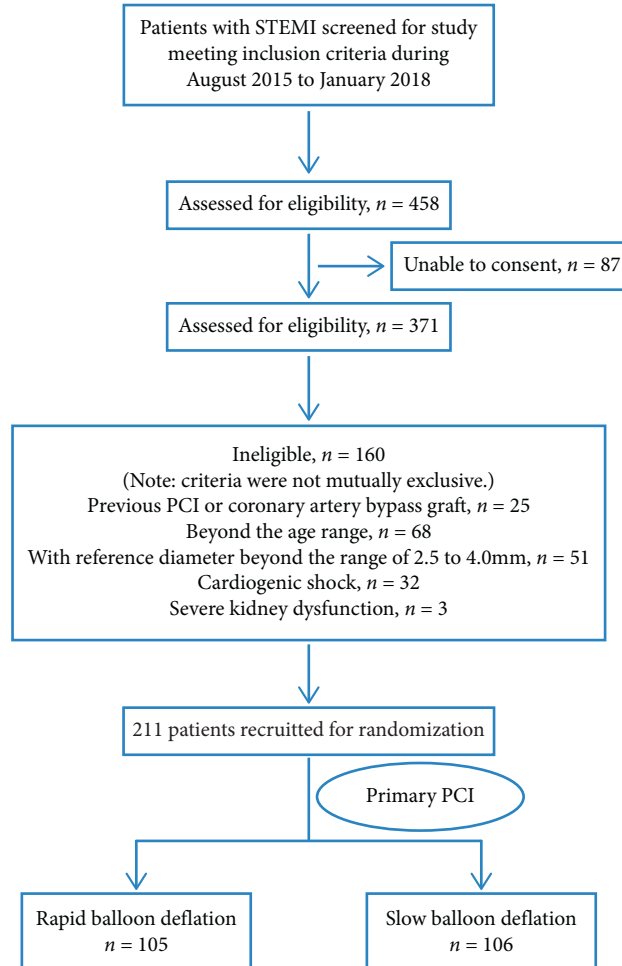 Patients with STEMI screened for study
meeting inclusion criteria during
August 2015 to January 2018
Assessed for eligibility, n = 458
Unable to consent, n = 87
Assessed for eligibility, n = 371
Ineligible, n = 160
(Note: criteria were not mutually exclusive.)
Previous PCI or coronary artery bypass graft, n = 25
Beyond the age range, n = 68
With reference diameter beyond the range of 2.5 to 4.0mm, n = 51
Cardiogenic shock, n = 32
Severe kidney dysfunction, n = 3
211 patients recruitted for randomization
Primary PCI
Rapid balloon deflation
n = 105
Slow balloon deflation
n = 106